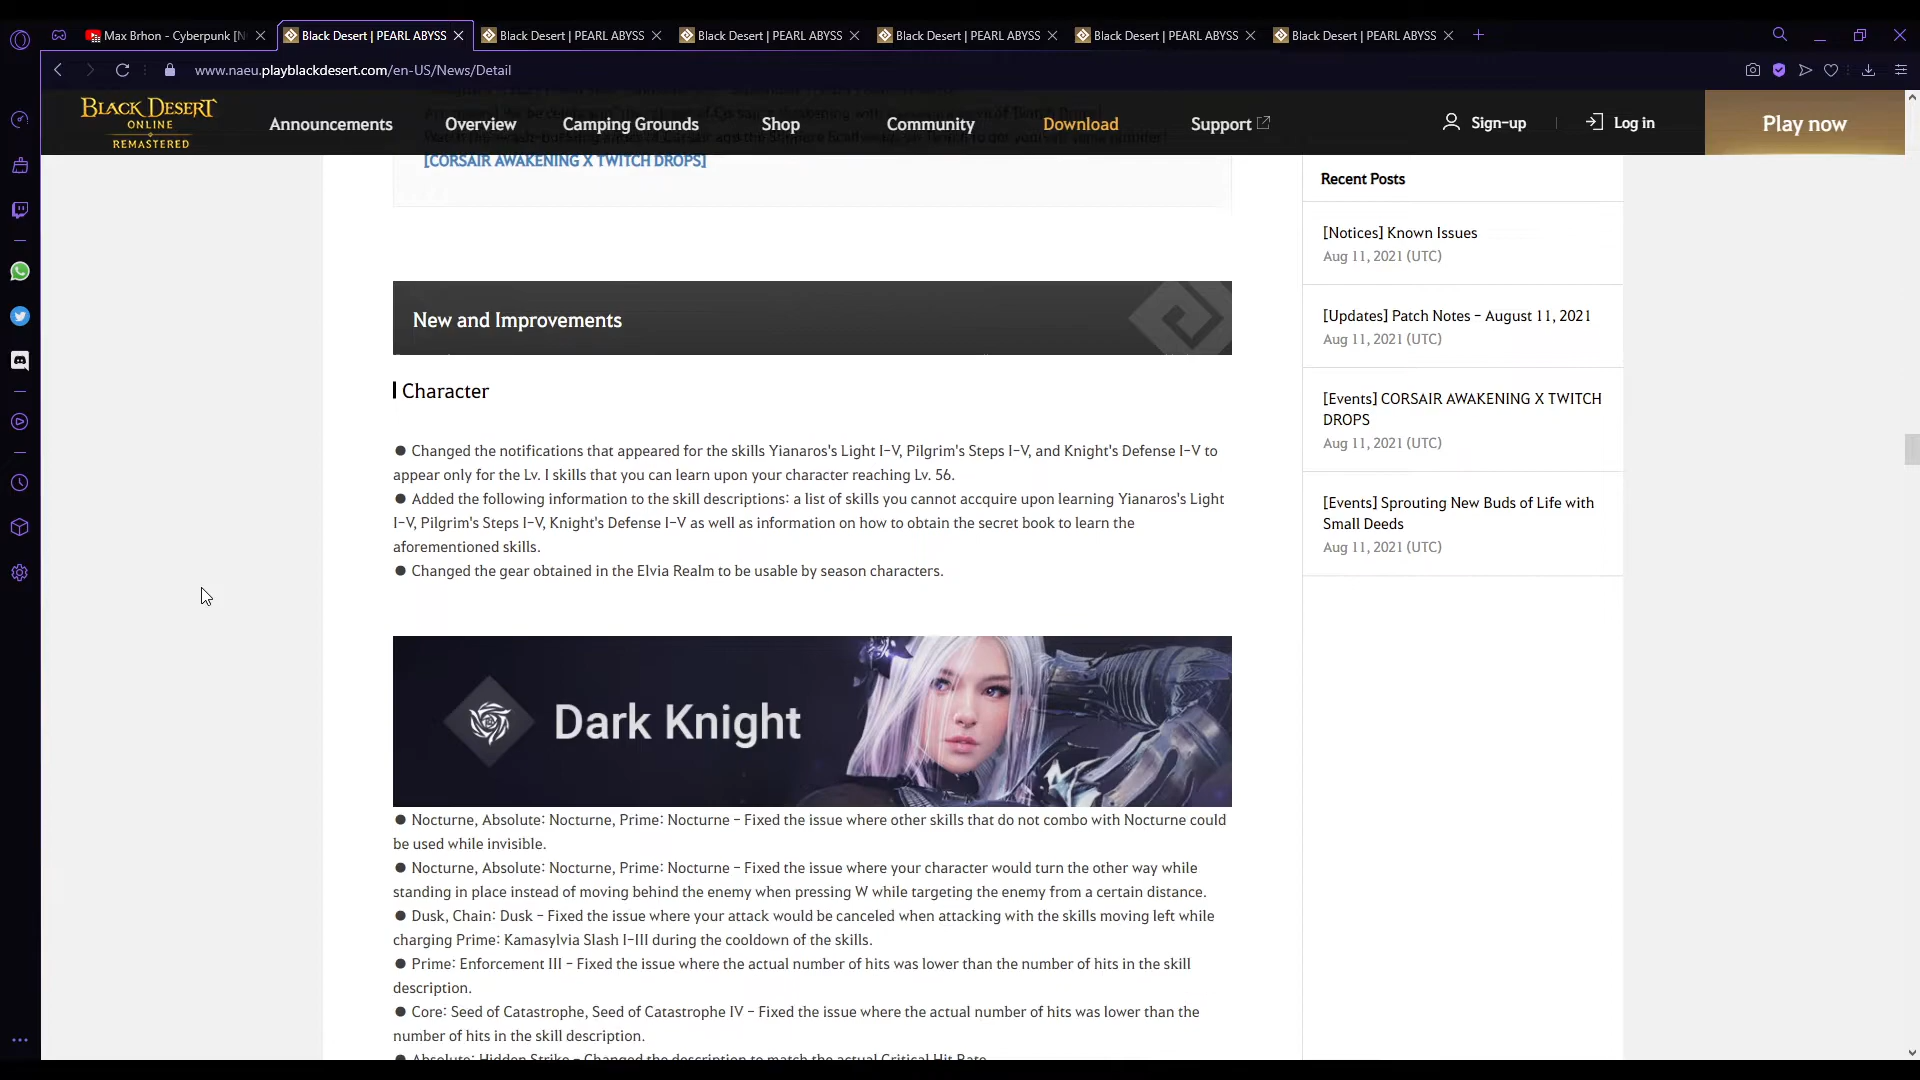 Max Brhon - Cyberpunk [N
Black Desert | PEARL ABYSS
Black Desert | PEARL ABYSS
Black Desert | PEARL ABYSS
Black Desert | PEARL ABYSS
Black Desert | PEARL ABYSS
Black Desert | PEARL ABYSS
www.naeu.playblackdesert.com/en-US/News/Detail
BLACK DESERT
ONLINE
REMASTERED
Announcements
Overview
Camping Grounds
Shop
Community
Download
Support
Sign-up
Log in
Play now
[CORSAIR AWAKENING X TWITCH DROPS]
New and Improvements
Character
● Changed the notifications that appeared for the skills Yianaros's Light I-V, Pilgrim's Steps I-V, and Knight's Defense I-V to
appear only for the Lv. I skills that you can learn upon your character reaching Lv. 56.
● Added the following information to the skill descriptions: a list of skills you cannot accquire upon learning Yianaros's Light
I-V, Pilgrim's Steps I-V, Knight's Defense I-V as well as information on how to obtain the secret book to learn the
aforementioned skills.
● Changed the gear obtained in the Elvia Realm to be usable by season characters.
Dark Knight
● Nocturne, Absolute: Nocturne, Prime: Nocturne - Fixed the issue where other skills that do not combo with Nocturne could
be used while invisible.
● Nocturne, Absolute: Nocturne, Prime: Nocturne - Fixed the issue where your character would turn the other way while
standing in place instead of moving behind the enemy when pressing W while targeting the enemy from a certain distance.
● Dusk, Chain: Dusk - Fixed the issue where your attack would be canceled when attacking with the skills moving left while
charging Prime: Kamasylvia Slash I-III during the cooldown of the skills.
● Prime: Enforcement III - Fixed the issue where the actual number of hits was lower than the number of hits in the skill
description.
● Core: Seed of Catastrophe, Seed of Catastrophe IV - Fixed the issue where the actual number of hits was lower than the
number of hits in the skill description.
● Absolute: Hidden Strike - Changed the description to match the actual Critical Hit Rate.
Recent Posts
[Notices] Known Issues
Aug 11, 2021 (UTC)
[Updates] Patch Notes - August 11, 2021
Aug 11, 2021 (UTC)
[Events] CORSAIR AWAKENING X TWITCH
DROPS
Aug 11, 2021 (UTC)
[Events] Sprouting New Buds of Life with
Small Deeds
Aug 11, 2021 (UTC)